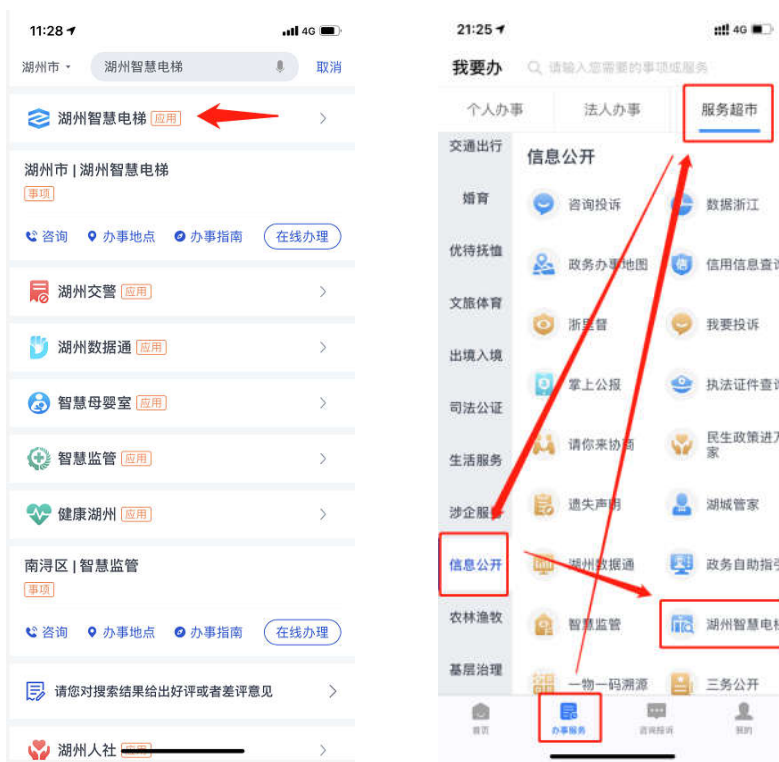 11:28
4G
湖州市
湖州智慧电梯
取消
湖州智慧电梯 应用
湖州市 | 湖州智慧电梯
事项
咨询 办事地点 办事指南 在线办理
湖州交警 应用
湖州数据通 应用
智慧母婴室 应用
智慧监管 应用
健康湖州 应用
南浔区 | 智慧监管
事项
咨询 办事地点 办事指南 在线办理
请您对搜索结果给出好评或者差评意见
湖州人社
21:25
4G
我要办
请输入您需要的事项或服务
个人办事 法人办事 服务超市
交通出行
婚育
优待抚恤
文旅体育
出境入境
司法公证
生活服务
涉企服务
信息公开
农林渔牧
基层治理
信息公开
咨询投诉 数据浙江
政务办事地图 信用信息查询
浙里督 我要投诉
掌上公报 执法证件查询
请你来协商 民生政策进万
家
遗失声明 湖城管家
湖州数据通 政务自助指引
智慧监管 湖州智慧电梯
一物一码溯源 三务公开
首页 办事服务 咨询投诉 我的